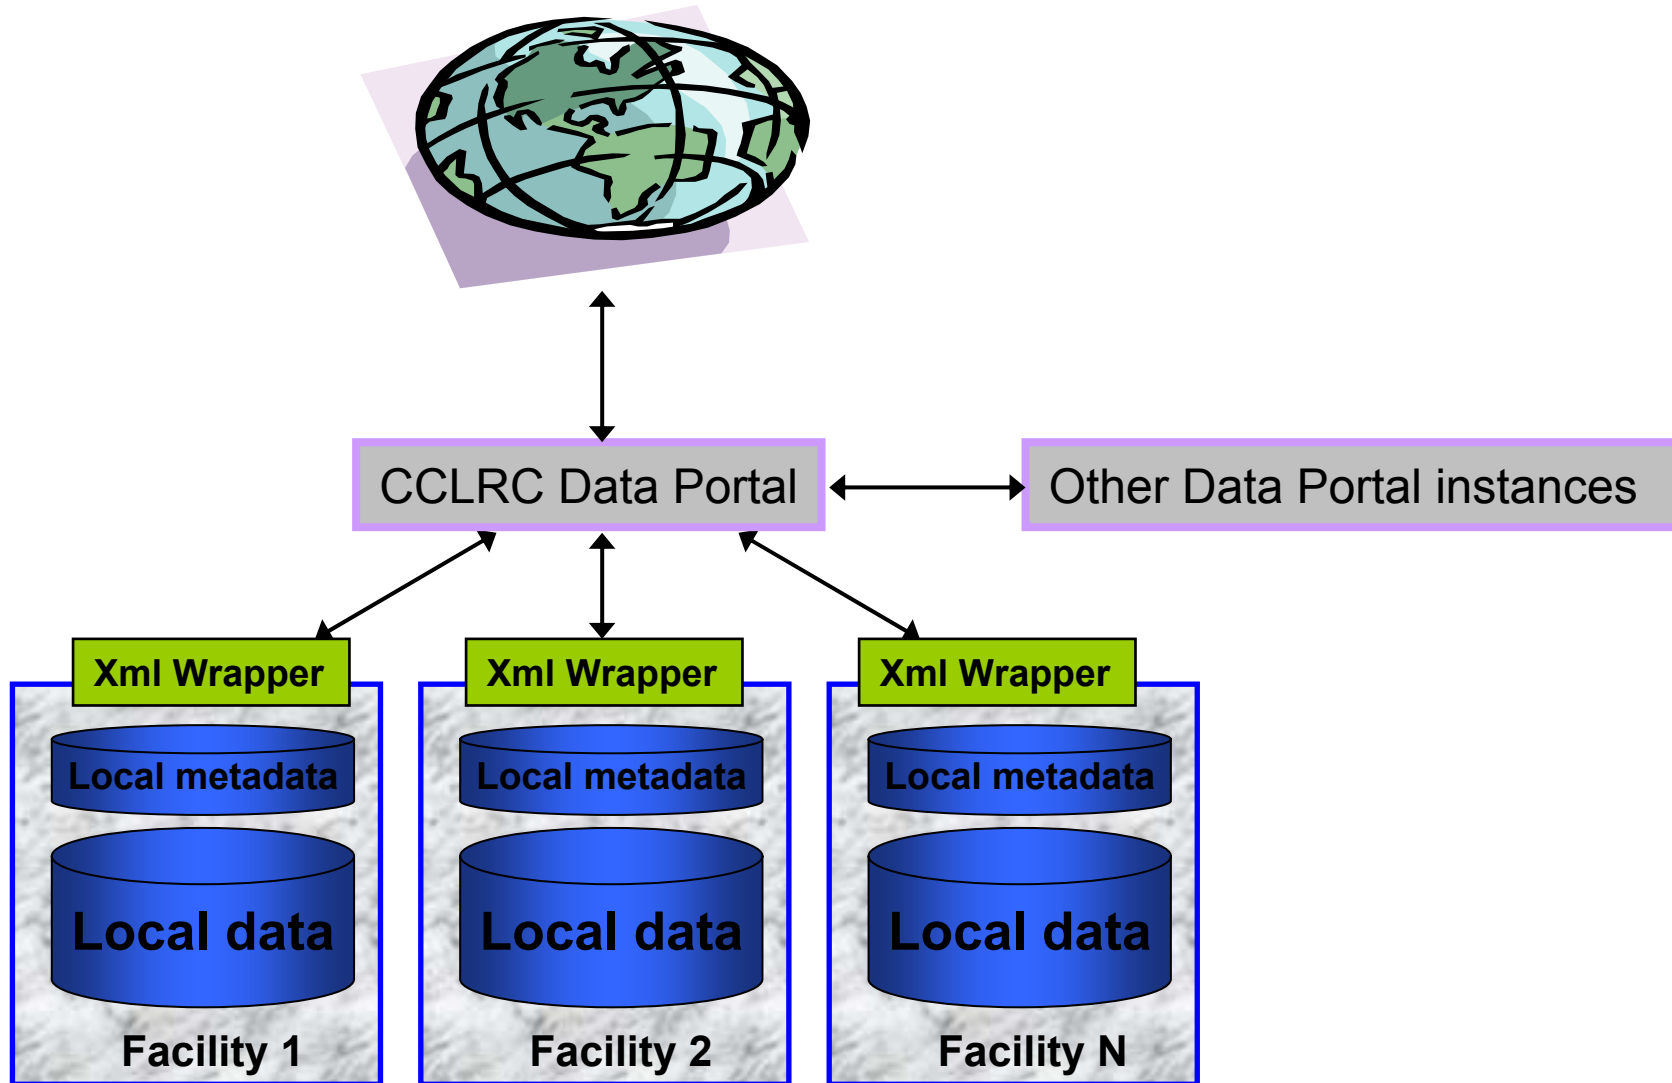 CCLRC Data Portal
Other Data Portal instances
Xml Wrapper
Xml Wrapper
Xml Wrapper
Local metadata
Local metadata
Local metadata
Local data
Local data
Local data
Facility 1
Facility 2
Facility N